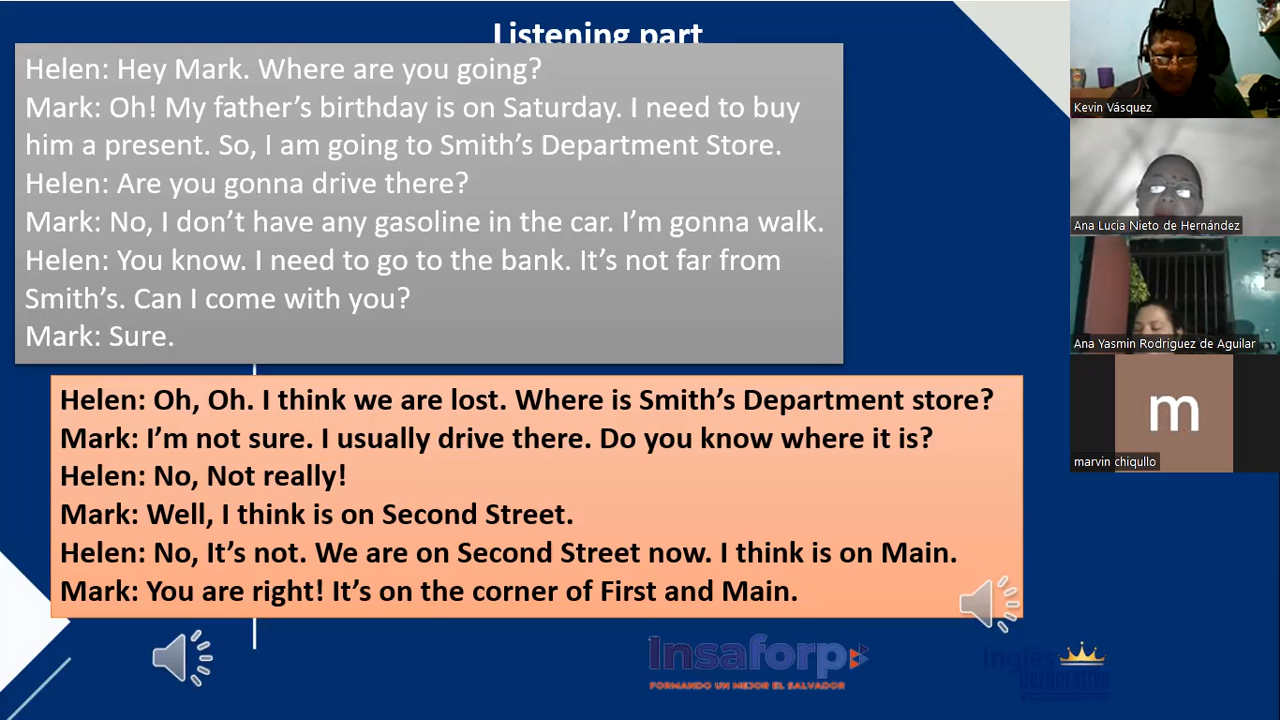 Listening part
Helen: Hey Mark. Where are you going?
Mark: Oh! My father's birthday is on Saturday. I need to buy
him a present. So, I am going to Smith's Department Store.
Helen: Are you gonna drive there?
Mark: No, I don't have any gasoline in the car. I'm gonna walk.
Helen: You know. I need to go to the bank. It's not far from
Smith's. Can I come with you?
Mark: Sure.
Helen: Oh, Oh. I think we are lost. Where is Smith's Department store?
Mark: I'm not sure. I usually drive there. Do you know where it is?
Helen: No, Not really!
Mark: Well, I think is on Second Street.
Helen: No, It's not. We are on Second Street now. I think is on Main.
Mark: You are right! It's on the corner of First and Main.
Insaforp
FORMANDO UN MEJOR EL SALVADOR
Inglés
Corporativo
Kevin Vásquez
Ana Lucia Nieto de Hernández
Ana Yasmin Rodriguez de Aguilar
m
marvin chiqullo